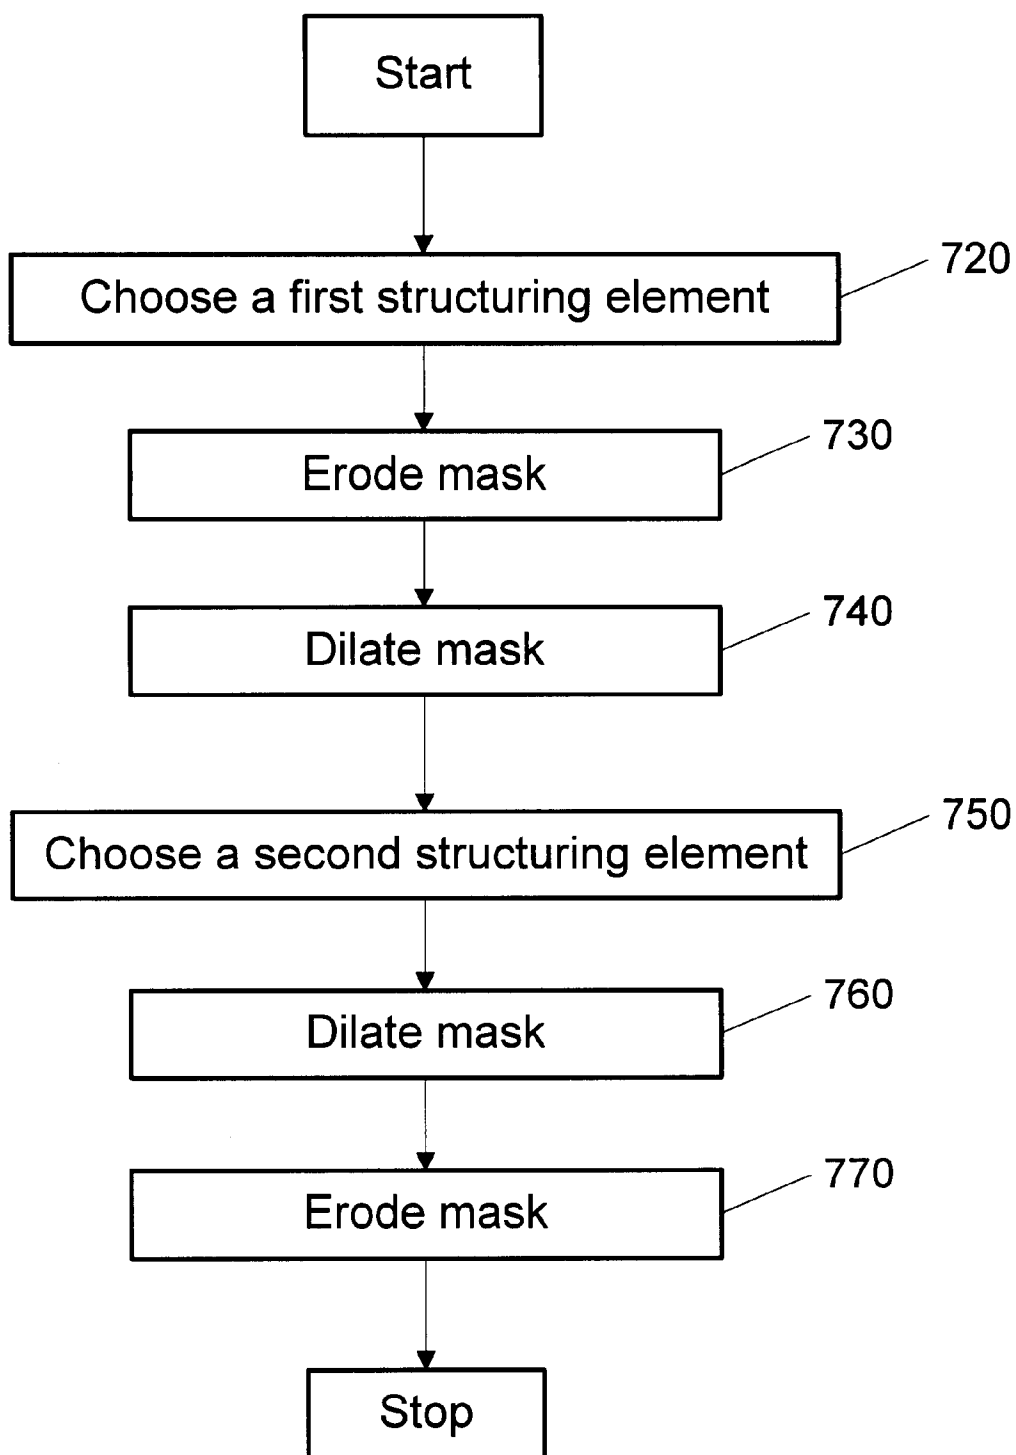 Start
Choose a first structuring element
720
Erode mask
730
Dilate mask
740
Choose a second structuring element
750
Dilate mask
760
Erode mask
770
Stop